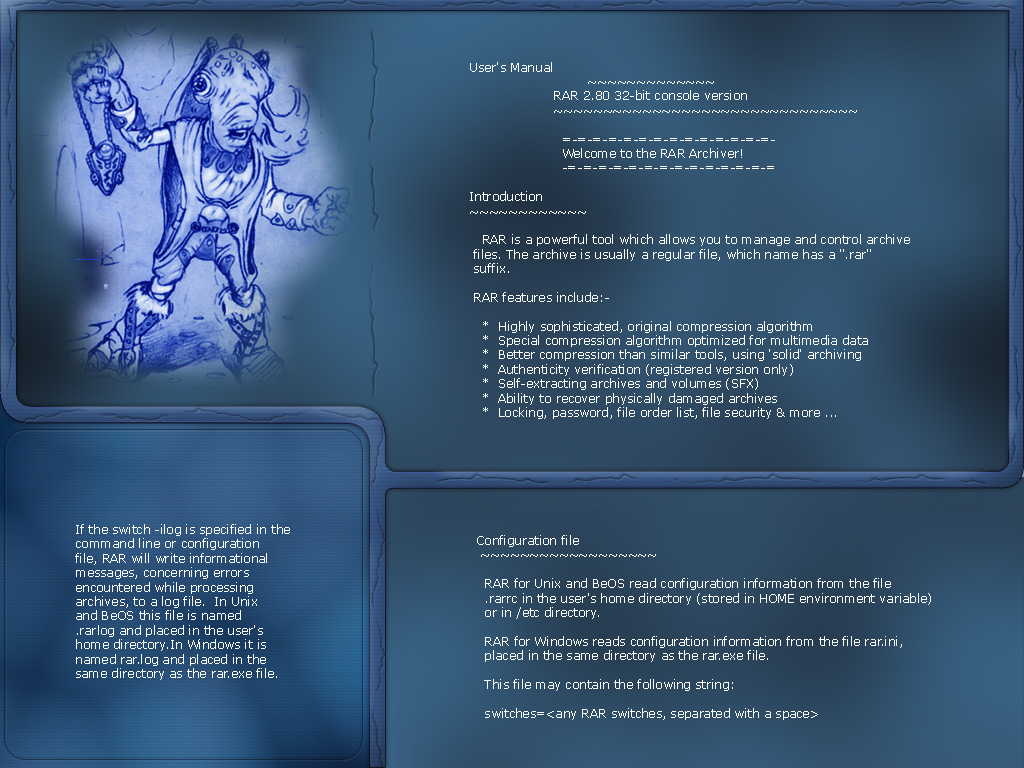 User's Manual
~~~~~~~~~~~~~
RAR 2.80 32-bit console version
~~~~~~~~~~~~~~~~~~~~~~~~~~~~~~~
=-=-=-=-=-=-=-=-=-=-=-=-=-=-
Welcome to the RAR Archiver!
-=-=-=-=-=-=-=-=-=-=-=-=-=-=
Introduction
~~~~~~~~~~~~
RAR is a powerful tool which allows you to manage and control archive
files. The archive is usually a regular file, which name has a ".rar"
suffix.
RAR features include:-
* Highly sophisticated, original compression algorithm
* Special compression algorithm optimized for multimedia data
* Better compression than similar tools, using 'solid' archiving
* Authenticity verification (registered version only)
* Self-extracting archives and volumes (SFX)
* Ability to recover physically damaged archives
* Locking, password, file order list, file security & more ...
If the switch -ilog is specified in the
command line or configuration
file, RAR will write informational
messages, concerning errors
encountered while processing
archives, to a log file.  In Unix
and BeOS this file is named
.rarlog and placed in the user's
home directory.In Windows it is
named rar.log and placed in the
same directory as the rar.exe file.
Configuration file
~~~~~~~~~~~~~~~~~~
RAR for Unix and BeOS read configuration information from the file
.rarrc in the user's home directory (stored in HOME environment variable)
or in /etc directory.
RAR for Windows reads configuration information from the file rar.ini,
placed in the same directory as the rar.exe file.
This file may contain the following string:
switches=<any RAR switches, separated with a space>